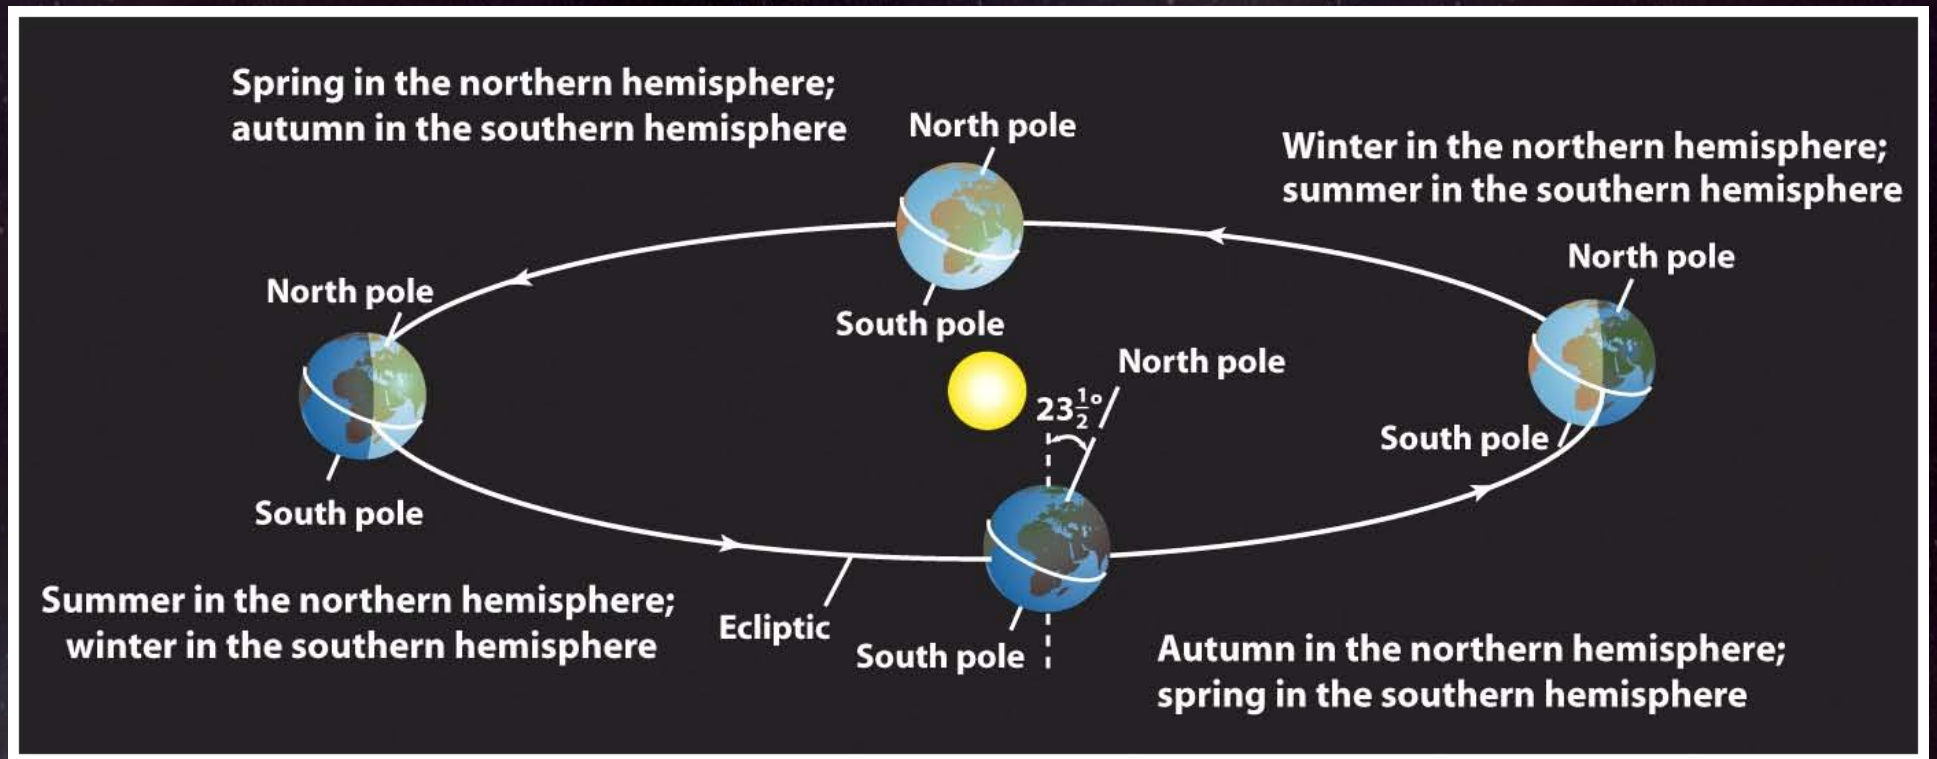 Spring in the northern hemisphere;
autumn in the southern hemisphere
North pole
Winter in the northern hemisphere;
summer in the southern hemisphere
North pole
North pole
South pole
North pole
23½°
South pole
South pole
Summer in the northern hemisphere;
winter in the southern hemisphere
Ecliptic
South pole
Autumn in the northern hemisphere;
spring in the southern hemisphere